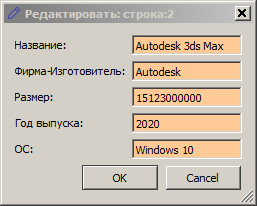 Редактировать: строка:2
Название: Autodesk 3ds Max
Фирма-Изготовитель: Autodesk
Размер: 15123000000
Год выпуска: 2020
ОС: Windows 10
OK Cancel